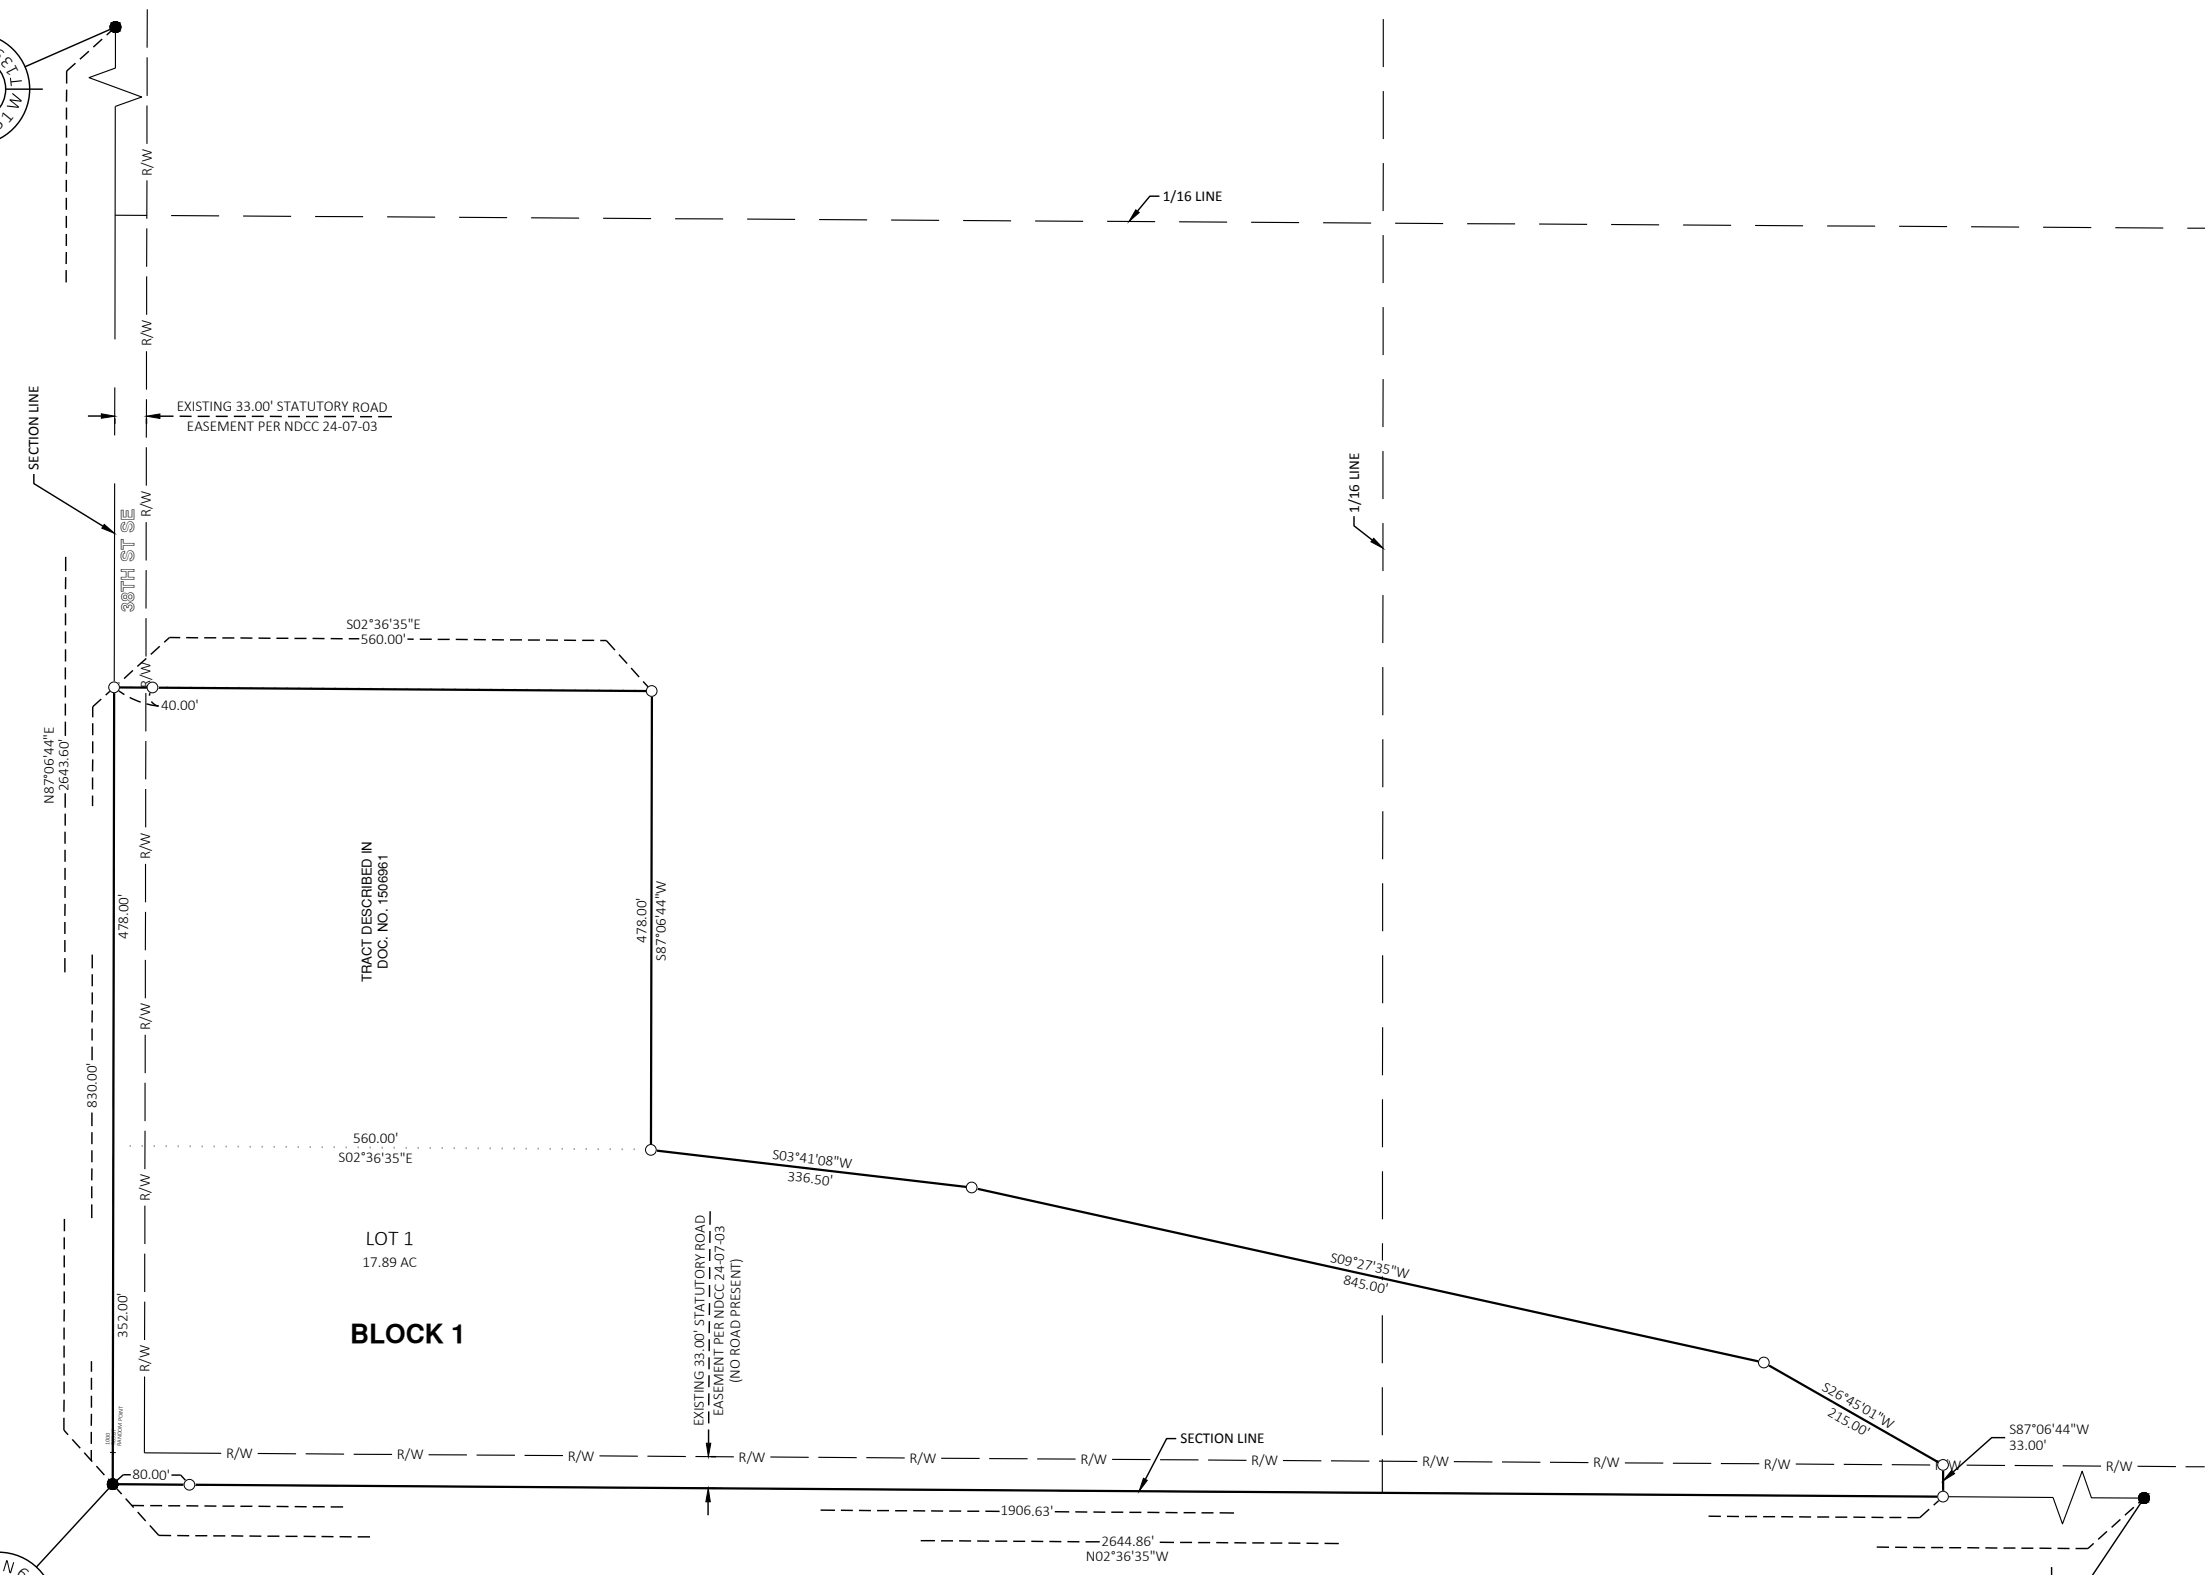 T13
1 W
R/W
1/16 LINE
R/W
SECTION LINE
EXISTING 33.00' STATUTORY ROAD
EASEMENT PER NDCC 24-07-03
1/16 LINE
R/W
38TH ST SE
S02°36'35"E
560.00'
R/W
40.00'
N87°06'44"E
2643.60'
R/W
TRACT DESCRIBED IN
DOC. NO. 1506961
478.00'
478.00'
S87°06'44"W
R/W
830.00'
560.00'
S02°36'35"E
S03°41'08"W
336.50'
R/W
LOT 1
17.89 AC
EXISTING 33.00' STATUTORY ROAD
EASEMENT PER NDCC 24-07-03
(NO ROAD PRESENT)
S09°27'35"W
845.00'
352.00'
BLOCK 1
R/W
S26°45'01"W
215.00'
1000
RANDOM POINT
S87°06'44"W
33.00'
SECTION LINE
R/W
R/W
R/W
R/W
R/W
R/W
R/W
R/W
R/W
R/W
R/W
R/W
80.00'
1906.63'
2644.86'
N02°36'35"W
N